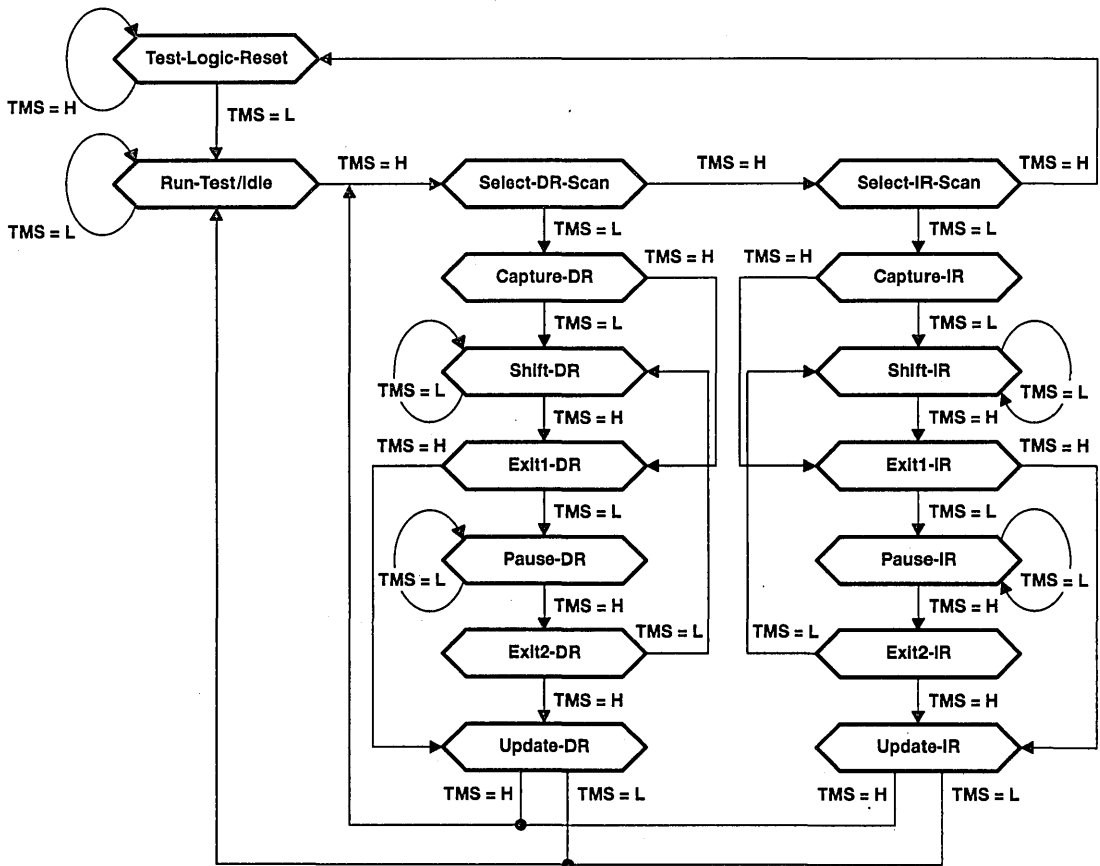 Test-Logic-Reset
TMS = H
TMS = L
Run-Test/Idle
TMS = L
TMS = H
Select-DR-Scan
TMS = H
Select-IR-Scan
TMS = H
TMS = L
TMS = L
Capture-DR
TMS = H
TMS = H
Capture-IR
TMS = L
TMS = L
Shift-DR
TMS = L
Shift-IR
TMS = L
TMS = H
TMS = H
TMS = H
Exit1-DR
Exit1-IR
TMS = H
TMS = L
TMS = L
Pause-DR
TMS = L
Pause-IR
TMS = L
TMS = H
TMS = H
Exit2-DR
TMS = L
TMS = L
Exit2-IR
TMS = H
TMS = H
Update-DR
Update-IR
TMS = H
TMS = L
TMS = H
TMS = L